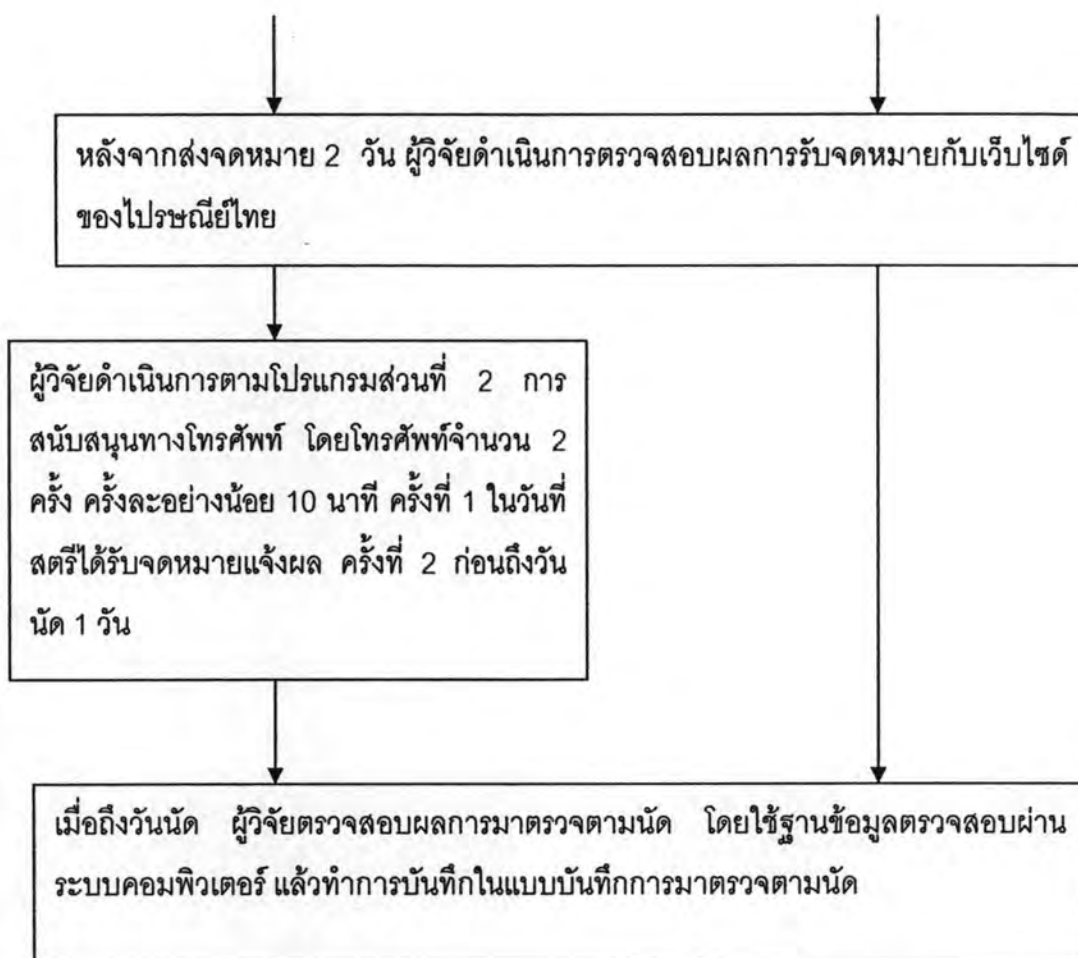 หลังจากส่งจดหมาย 2 วัน ผู้วิจัยดำเนินการตรวจสอบผลการรับจดหมายกับเว็บไซด์
ของไปรษณีย์ไทย
ผู้วิจัยดำเนินการตามโปรแกรมส่วนที่ 2 การ
สนับสนุนทางโทรศัพท์ โดยโทรศัพท์จำนวน 2
ครั้ง ครั้งละอย่างน้อย 10 นาที ครั้งที่ 1 ในวันที่
สตรีได้รับจดหมายแจ้งผล ครั้งที่ 2 ก่อนถึงวัน
นัด 1 วัน
เมื่อถึงวันนัด ผู้วิจัยตรวจสอบผลการมาตรวจตามนัด โดยใช้ฐานข้อมูลตรวจสอบผ่าน
ระบบคอมพิวเตอร์ แล้วทำการบันทึกในแบบบันทึกการมาตรวจตามนัด